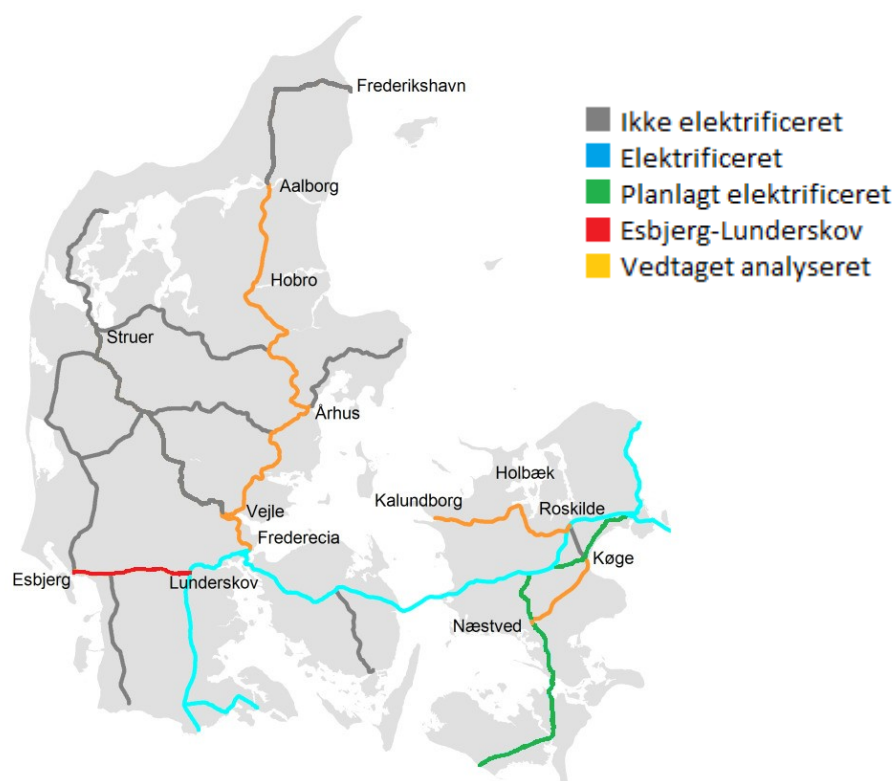 Frederikshavn
Ikke elektrificeret
Elektrificeret
Planlagt elektrificeret
Esbjerg-Lunderskov
Vedtaget analyseret
Aalborg
Hobro
Struer
Århus
Holbæk
Kalundborg
Roskilde
Vejle
Frederecia
Køge
Esbjerg
Lunderskov
Næstved